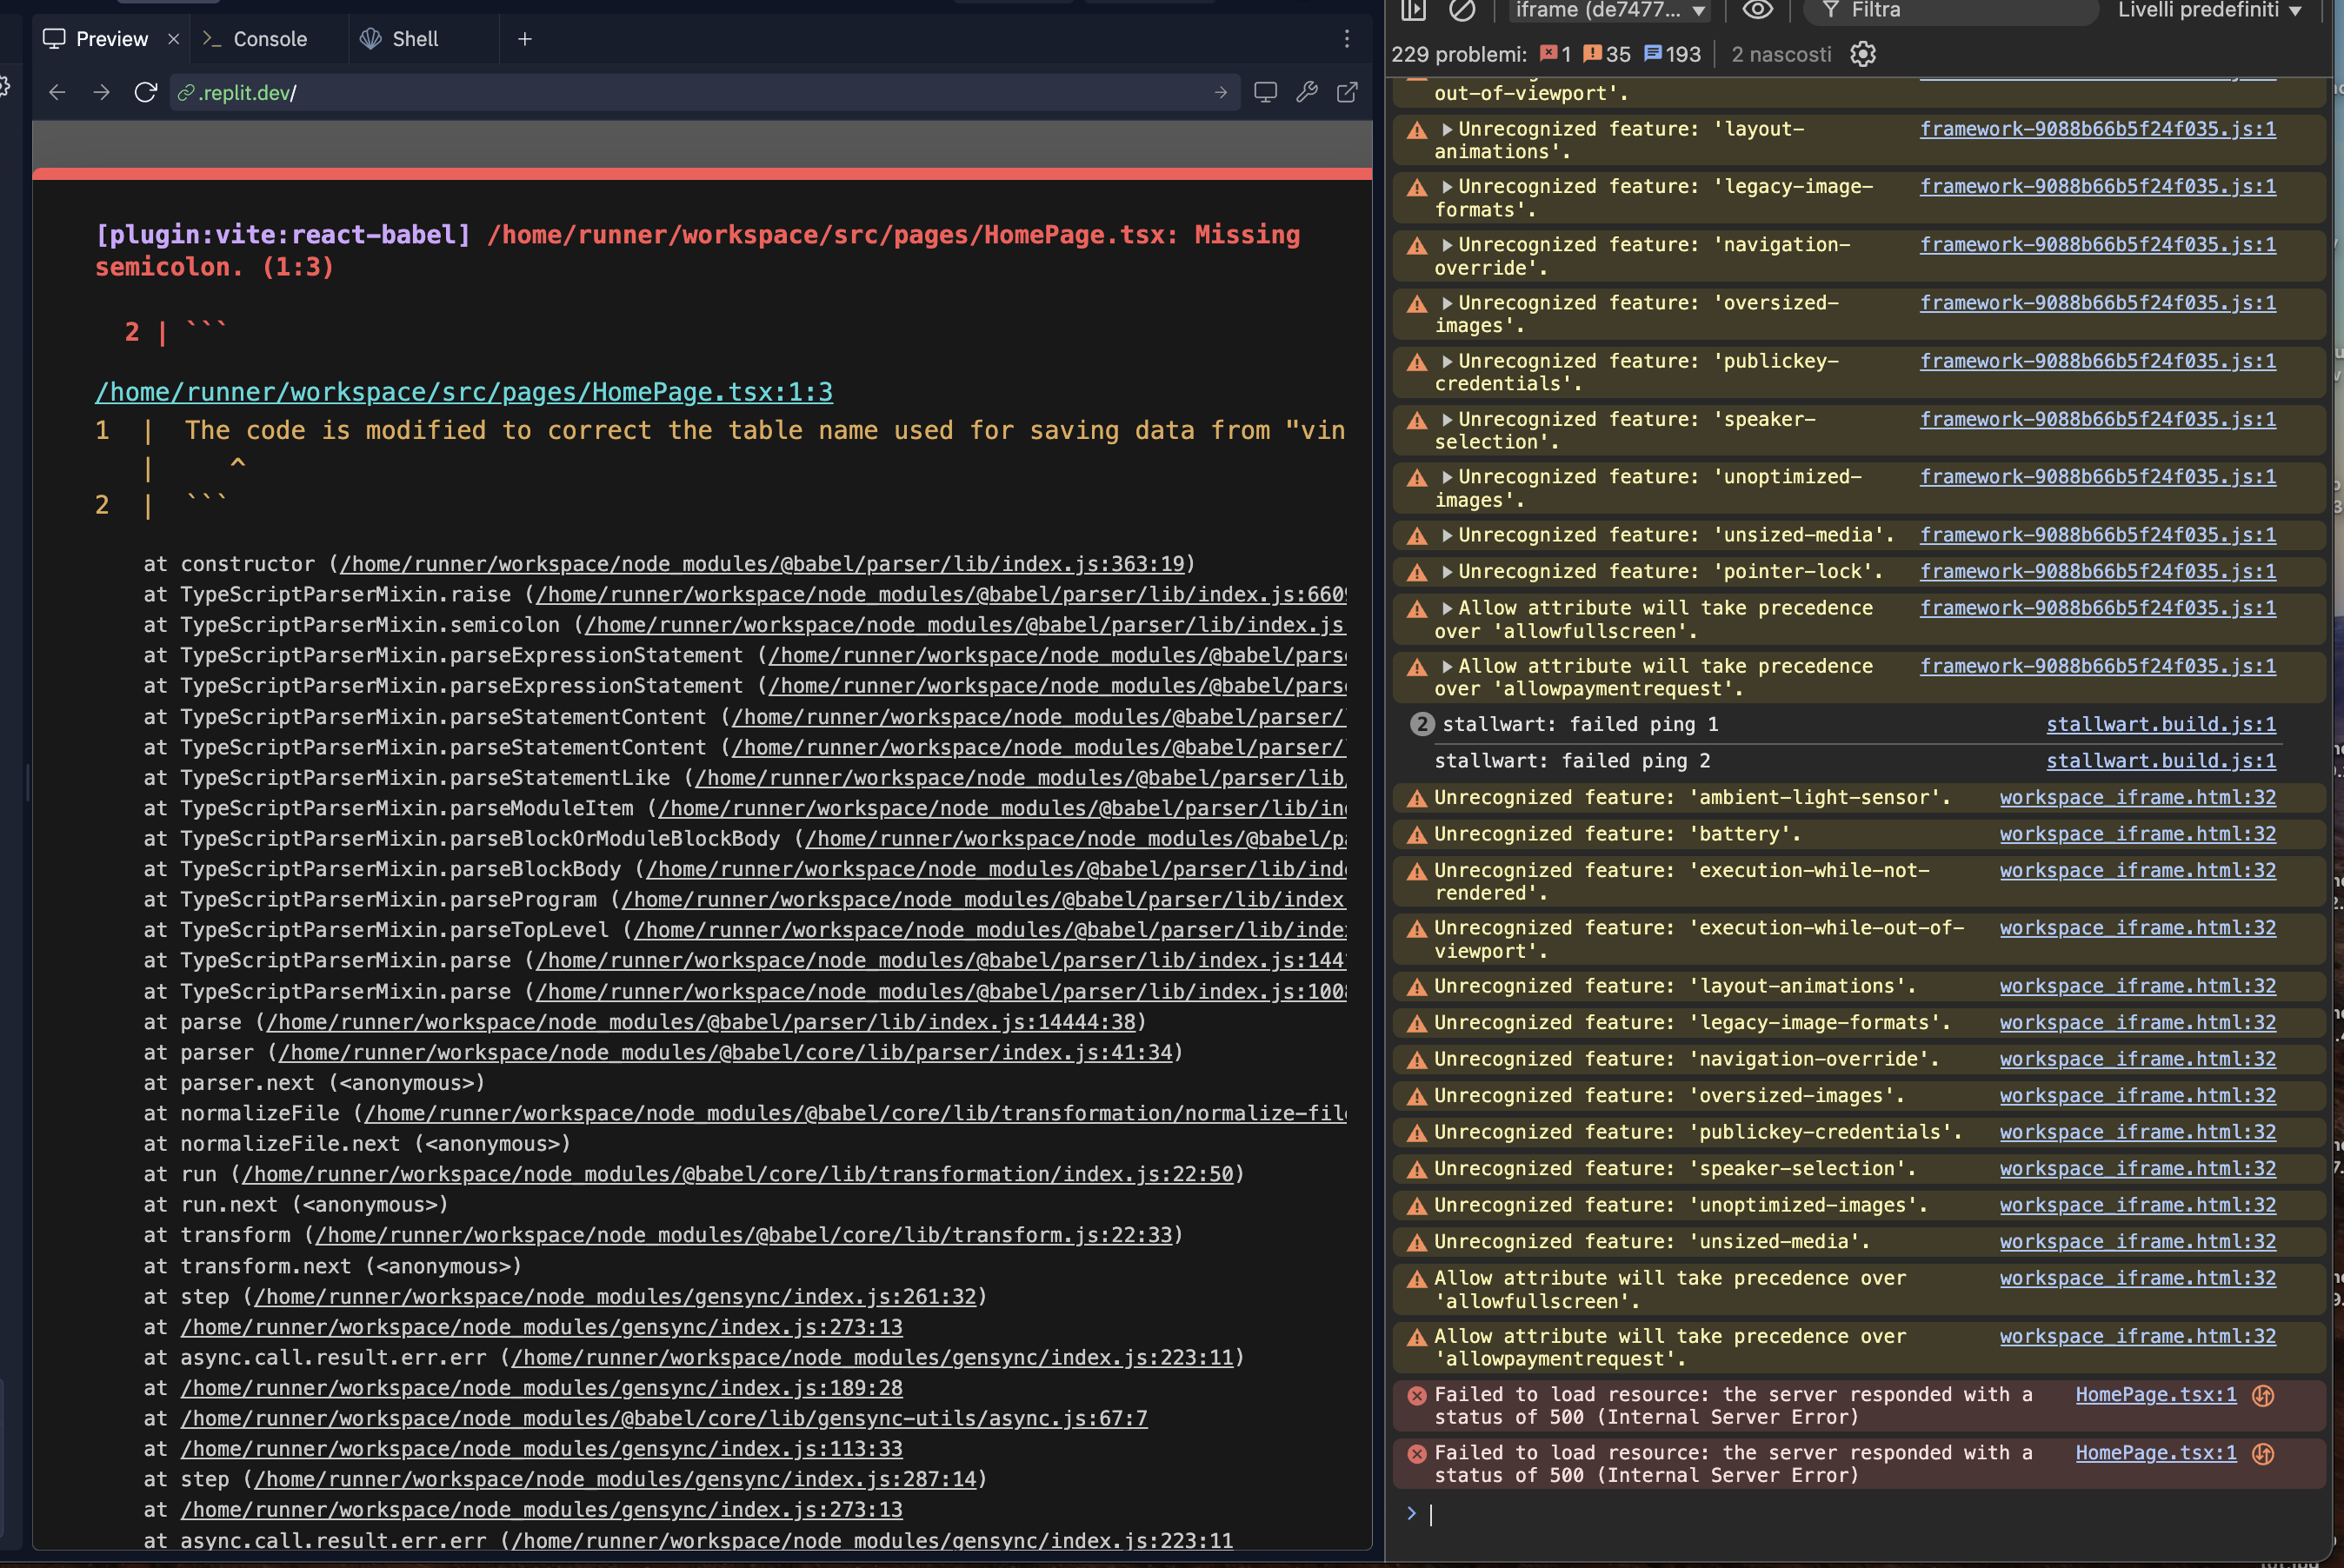 Preview × Console Shell +
.replit.dev/
[plugin:vite:react-babel] /home/runner/workspace/src/pages/HomePage.tsx: Missing
semicolon. (1:3)
2 | ```
/home/runner/workspace/src/pages/HomePage.tsx:1:3
1 | The code is modified to correct the table name used for saving data from "vin
| ^
2 | ```
at constructor (/home/runner/workspace/node_modules/@babel/parser/lib/index.js:363:19)
at TypeScriptParserMixin.raise (/home/runner/workspace/node_modules/@babel/parser/lib/index.js:660
at TypeScriptParserMixin.semicolon (/home/runner/workspace/node_modules/@babel/parser/lib/index.js
at TypeScriptParserMixin.parseExpressionStatement (/home/runner/workspace/node_modules/@babel/pars
at TypeScriptParserMixin.parseExpressionStatement (/home/runner/workspace/node_modules/@babel/pars
at TypeScriptParserMixin.parseStatementContent (/home/runner/workspace/node_modules/@babel/parser/
at TypeScriptParserMixin.parseStatementContent (/home/runner/workspace/node_modules/@babel/parser/
at TypeScriptParserMixin.parseStatementLike (/home/runner/workspace/node_modules/@babel/parser/lib
at TypeScriptParserMixin.parseModuleItem (/home/runner/workspace/node_modules/@babel/parser/lib/in
at TypeScriptParserMixin.parseBlockOrModuleBlockBody (/home/runner/workspace/node_modules/@babel/p
at TypeScriptParserMixin.parseBlockBody (/home/runner/workspace/node_modules/@babel/parser/lib/ind
at TypeScriptParserMixin.parseProgram (/home/runner/workspace/node_modules/@babel/parser/lib/index
at TypeScriptParserMixin.parseTopLevel (/home/runner/workspace/node_modules/@babel/parser/lib/inde
at TypeScriptParserMixin.parse (/home/runner/workspace/node_modules/@babel/parser/lib/index.js:144
at TypeScriptParserMixin.parse (/home/runner/workspace/node_modules/@babel/parser/lib/index.js:100
at parse (/home/runner/workspace/node_modules/@babel/parser/lib/index.js:14444:38)
at parser (/home/runner/workspace/node_modules/@babel/core/lib/parser/index.js:41:34)
at parser.next (<anonymous>)
at normalizeFile (/home/runner/workspace/node_modules/@babel/core/lib/transformation/normalize-fil
at normalizeFile.next (<anonymous>)
at run (/home/runner/workspace/node_modules/@babel/core/lib/transformation/index.js:22:50)
at run.next (<anonymous>)
at transform (/home/runner/workspace/node_modules/@babel/core/lib/transform.js:22:33)
at transform.next (<anonymous>)
at step (/home/runner/workspace/node_modules/gensync/index.js:261:32)
at /home/runner/workspace/node_modules/gensync/index.js:273:13
at async.call.result.err.err (/home/runner/workspace/node_modules/gensync/index.js:223:11)
at /home/runner/workspace/node_modules/gensync/index.js:189:28
at /home/runner/workspace/node_modules/@babel/core/lib/gensync-utils/async.js:67:7
at /home/runner/workspace/node_modules/gensync/index.js:113:33
at step (/home/runner/workspace/node_modules/gensync/index.js:287:14)
at /home/runner/workspace/node_modules/gensync/index.js:273:13
at async.call.result.err.err (/home/runner/workspace/node_modules/gensync/index.js:223:11
iframe (de7477... ▼ Filtra Livelli predefiniti ▼
229 problemi: 1 35 193 2 nascosti
out-of-viewport'.
Unrecognized feature: 'layout- framework-9088b66b5f24f035.js:1
animations'.
Unrecognized feature: 'legacy-image- framework-9088b66b5f24f035.js:1
formats'.
Unrecognized feature: 'navigation- framework-9088b66b5f24f035.js:1
override'.
Unrecognized feature: 'oversized- framework-9088b66b5f24f035.js:1
images'.
Unrecognized feature: 'publickey- framework-9088b66b5f24f035.js:1
credentials'.
Unrecognized feature: 'speaker- framework-9088b66b5f24f035.js:1
selection'.
Unrecognized feature: 'unoptimized- framework-9088b66b5f24f035.js:1
images'.
Unrecognized feature: 'unsized-media'. framework-9088b66b5f24f035.js:1
Unrecognized feature: 'pointer-lock'. framework-9088b66b5f24f035.js:1
Allow attribute will take precedence framework-9088b66b5f24f035.js:1
over 'allowfullscreen'.
Allow attribute will take precedence framework-9088b66b5f24f035.js:1
over 'allowpaymentrequest'.
2 stallwart: failed ping 1 stallwart.build.js:1
stallwart: failed ping 2 stallwart.build.js:1
Unrecognized feature: 'ambient-light-sensor'. workspace_iframe.html:32
Unrecognized feature: 'battery'. workspace_iframe.html:32
Unrecognized feature: 'execution-while-not- workspace_iframe.html:32
rendered'.
Unrecognized feature: 'execution-while-out-of- workspace_iframe.html:32
viewport'.
Unrecognized feature: 'layout-animations'. workspace_iframe.html:32
Unrecognized feature: 'legacy-image-formats'. workspace_iframe.html:32
Unrecognized feature: 'navigation-override'. workspace_iframe.html:32
Unrecognized feature: 'oversized-images'. workspace_iframe.html:32
Unrecognized feature: 'publickey-credentials'. workspace_iframe.html:32
Unrecognized feature: 'speaker-selection'. workspace_iframe.html:32
Unrecognized feature: 'unoptimized-images'. workspace_iframe.html:32
Unrecognized feature: 'unsized-media'. workspace_iframe.html:32
Allow attribute will take precedence over workspace_iframe.html:32
'allowfullscreen'.
Allow attribute will take precedence over workspace_iframe.html:32
'allowpaymentrequest'.
Failed to load resource: the server responded with a HomePage.tsx:1
status of 500 (Internal Server Error)
Failed to load resource: the server responded with a HomePage.tsx:1
status of 500 (Internal Server Error)
>